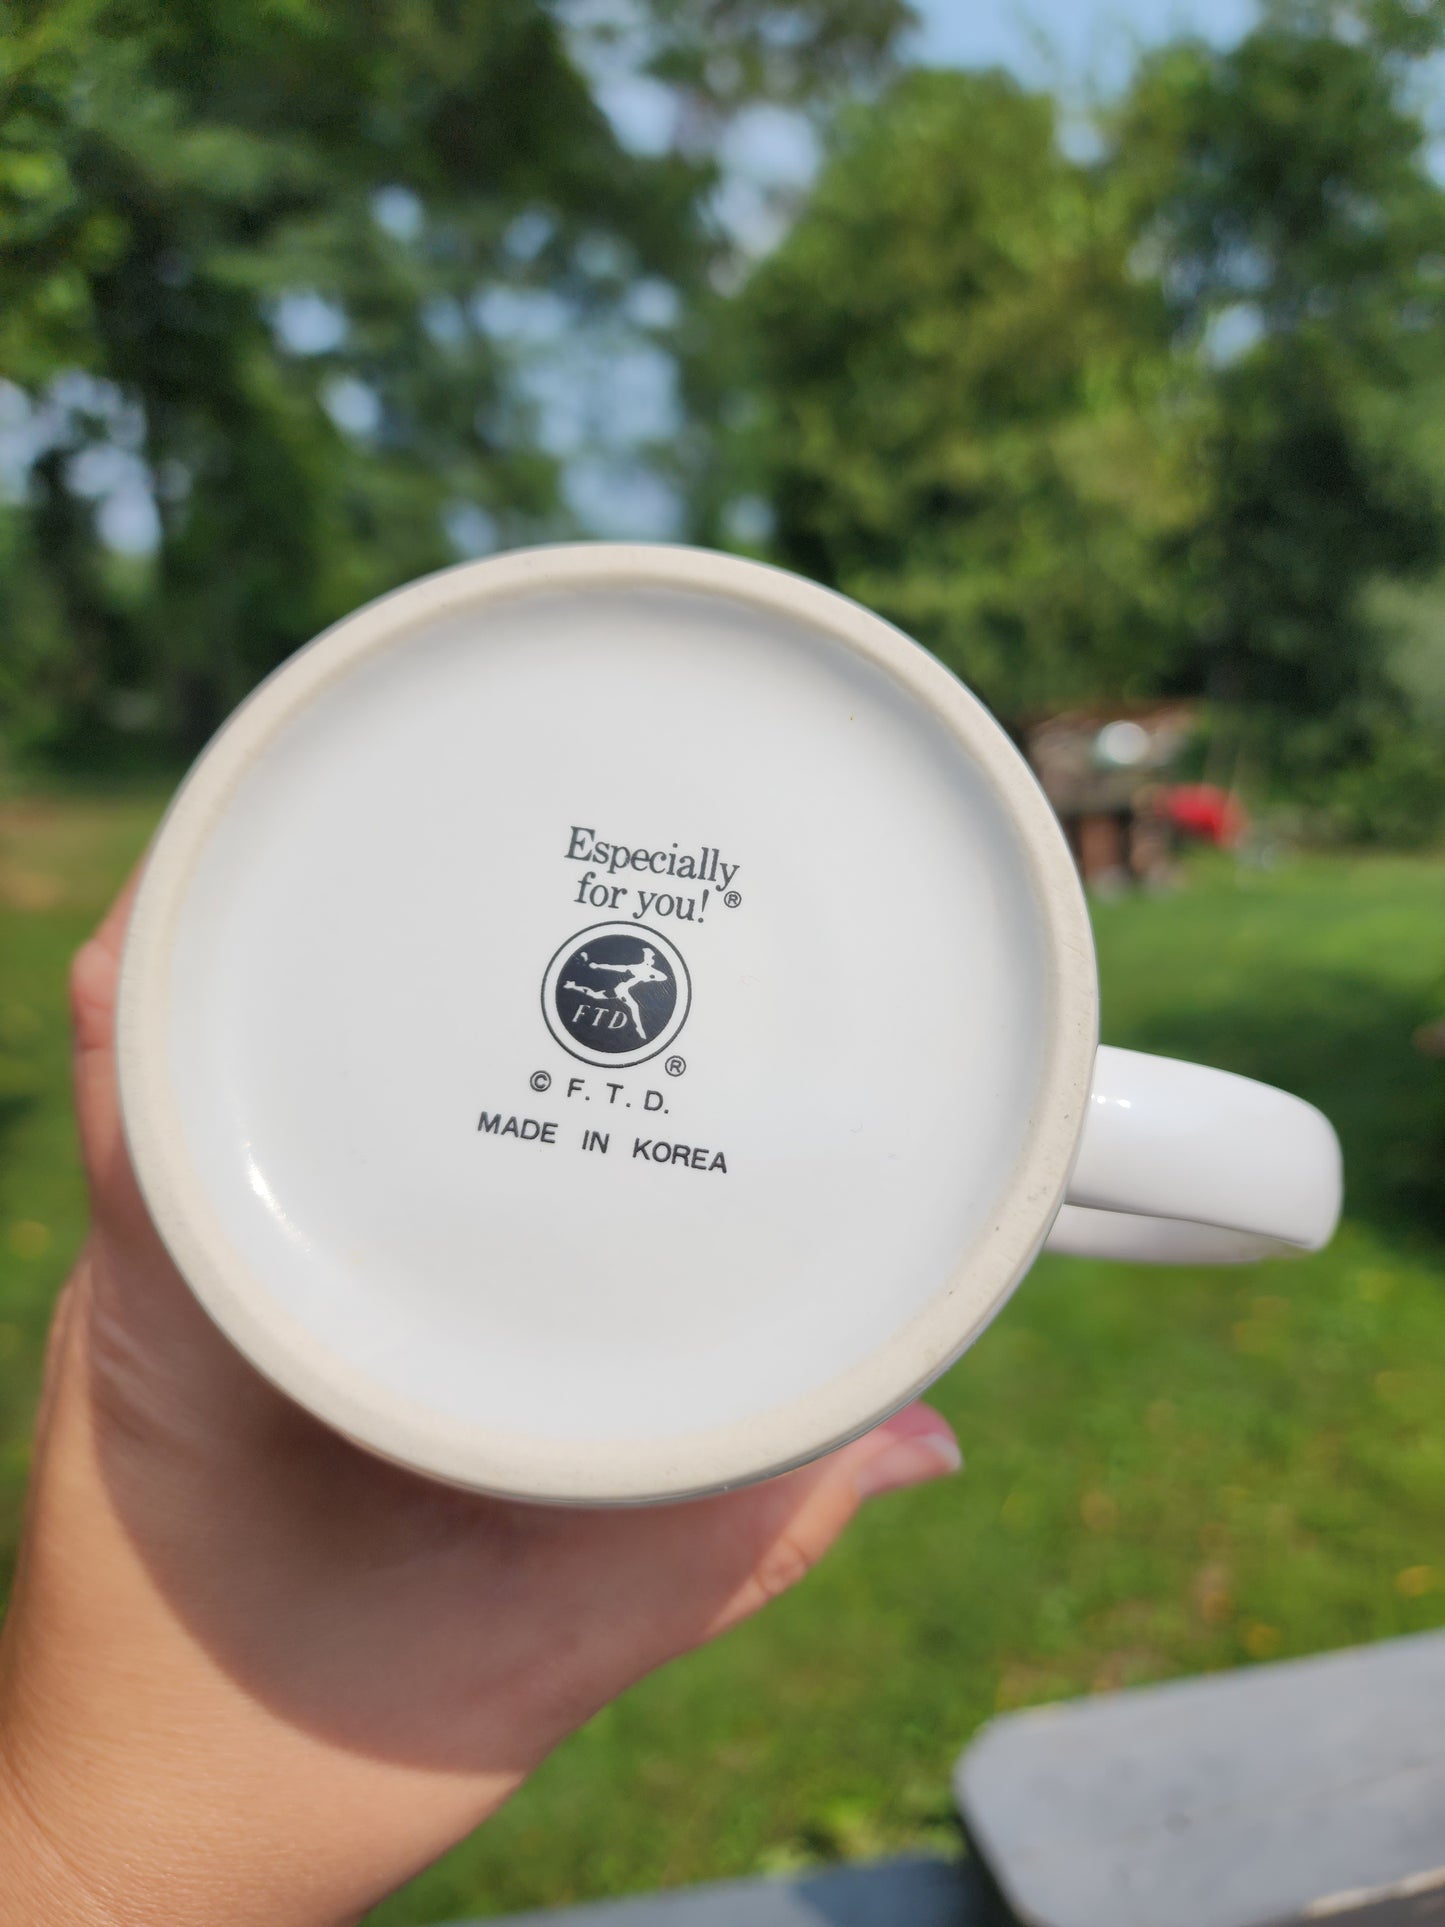 Especially
for you! ®
FTD
®
© F. T. D.
MADE IN KOREA